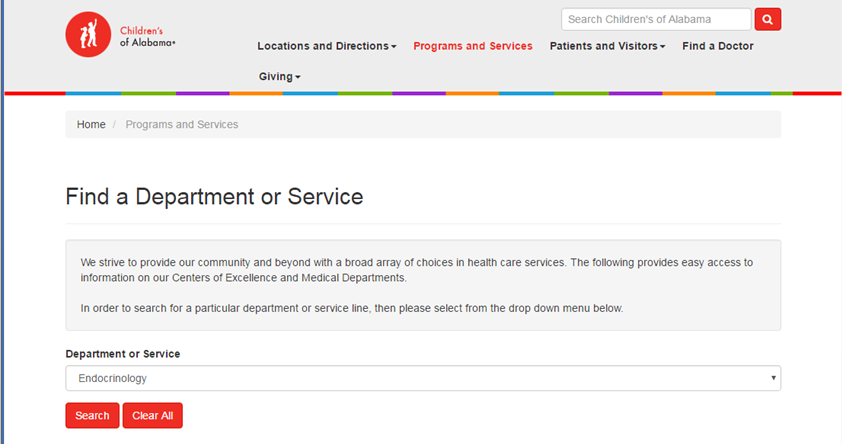 Children's
of Alabama
Search Children's of Alabama
Locations and Directions
Programs and Services
Patients and Visitors
Find a Doctor
Giving
Home / Programs and Services
Find a Department or Service
We strive to provide our community and beyond with a broad array of choices in health care services. The following provides easy access to
information on our Centers of Excellence and Medical Departments.
In order to search for a particular department or service line, then please select from the drop down menu below.
Department or Service
Endocrinology
Search
Clear All